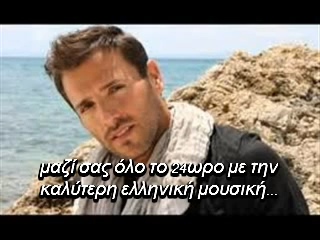 μαζί σας όλο το 24ωρο με την
καλύτερη ελληνική μουσική...